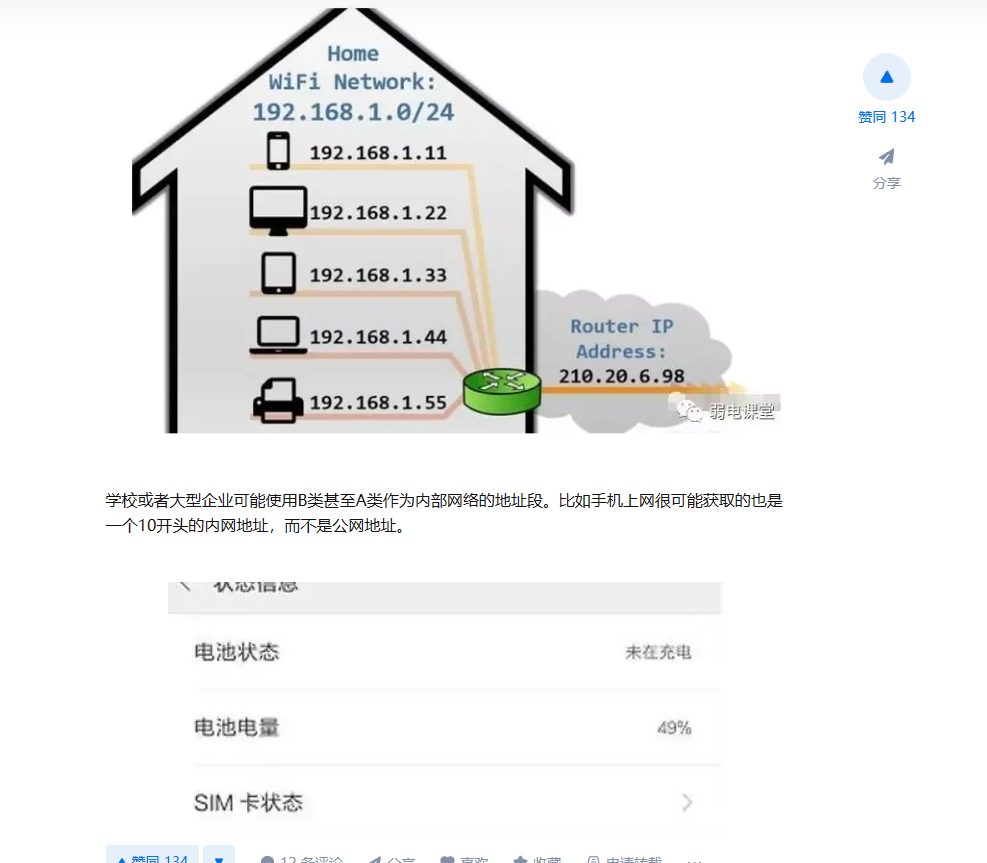 Home
WiFi Network:
192.168.1.0/24
192.168.1.11
192.168.1.22
192.168.1.33
192.168.1.44
192.168.1.55
Router IP
Address:
210.20.6.98
弱电课堂
赞同 134
分享
学校或者大型企业可能使用B类甚至A类作为内部网络的地址段。比如手机上网很可能获取的也是
一个10开头的内网地址，而不是公网地址。
状态信息
电池状态 未在充电
电池电量 49%
SIM 卡状态
赞同 134 12 条评论 分享 喜欢 收藏 申请转载